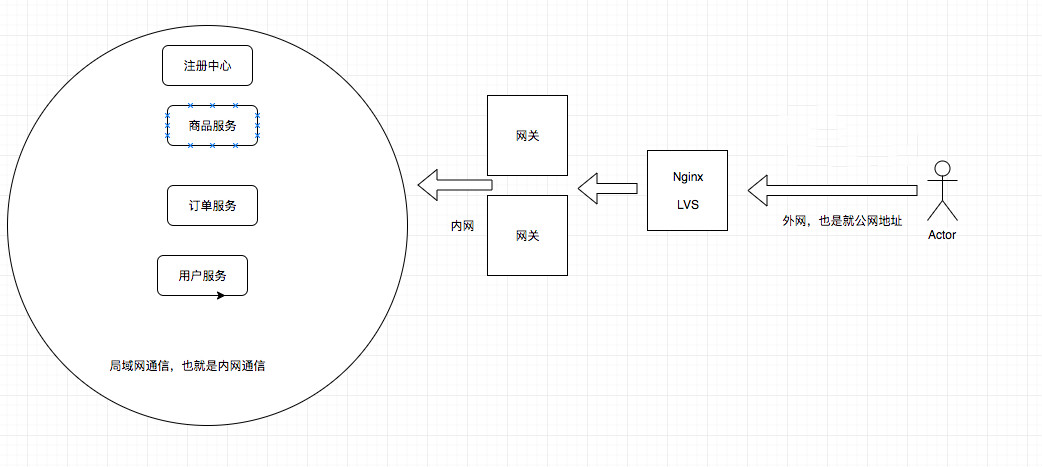 注册中心
商品服务
订单服务
用户服务
局域网通信，也就是内网通信
网关
网关
内网
Nginx
LVS
外网，也是就公网地址
Actor